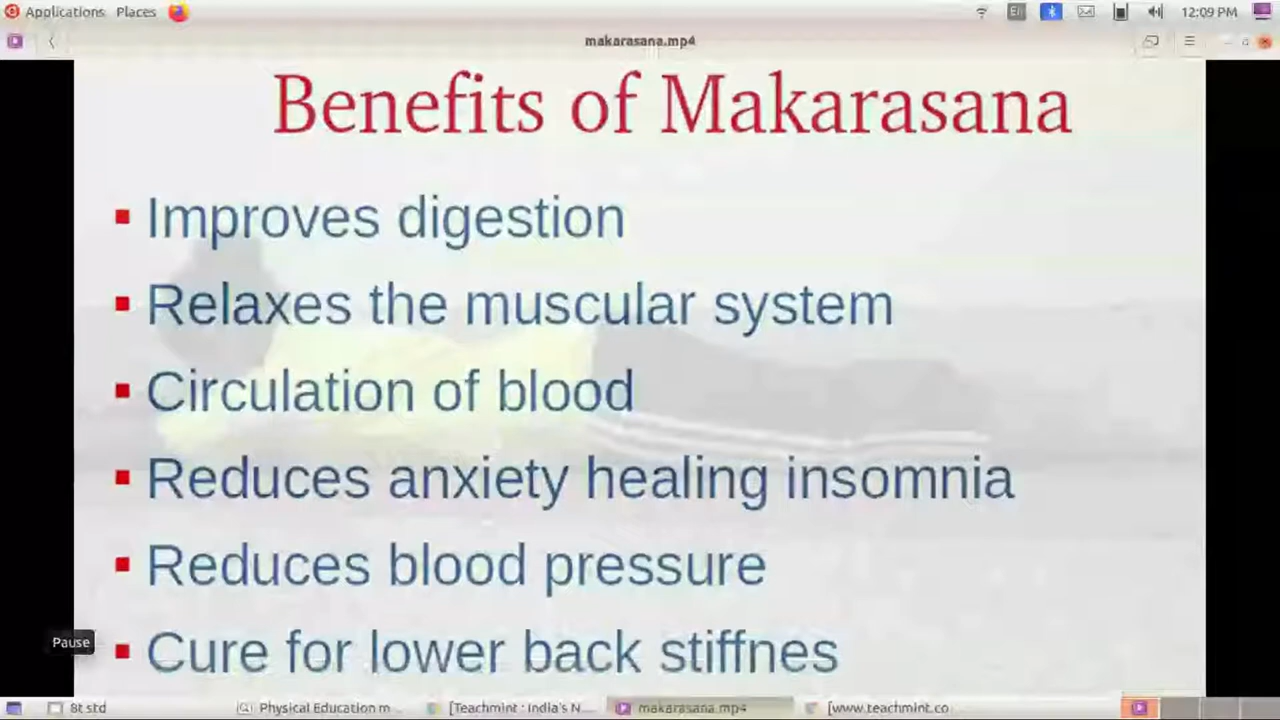 Applications Places
En
12:09 PM
makarasana.mp4
Benefits of Makarasana
Improves digestion
Relaxes the muscular system
Circulation of blood
Reduces anxiety healing insomnia
Reduces blood pressure
Pause
Cure for lower back stiffnes
8t std
Physical Education m...
[Teachmint : India's N...
makarasana.mp4
[www.teachmint.co